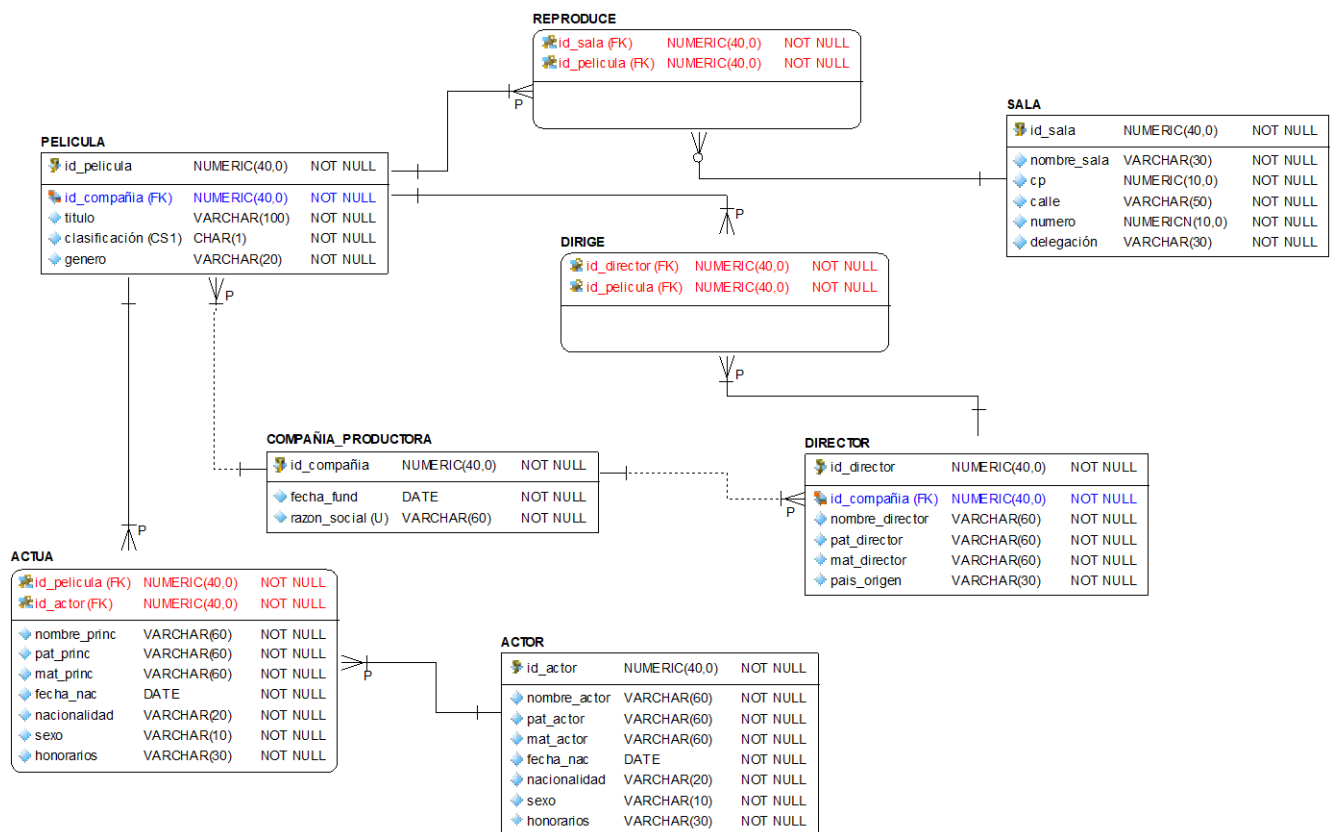 REPRODUCE
id_sala (FK) NUMERIC(40,0) NOT NULL
id_pelicula (FK) NUMERIC(40,0) NOT NULL
P
SALA
id_sala NUMERIC(40,0) NOT NULL
nombre_sala VARCHAR(30) NOT NULL
cp NUMERIC(10,0) NOT NULL
calle VARCHAR(50) NOT NULL
numero NUMERICN(10,0) NOT NULL
delegación VARCHAR(30) NOT NULL
PELICULA
id_pelicula NUMERIC(40,0) NOT NULL
id_compañia (FK) NUMERIC(40,0) NOT NULL
titulo VARCHAR(100) NOT NULL
clasificación (CS1) CHAR(1) NOT NULL
genero VARCHAR(20) NOT NULL
P
P
DIRIGE
id_director (FK) NUMERIC(40,0) NOT NULL
id_pelicula (FK) NUMERIC(40,0) NOT NULL
P
COMPAÑIA_PRODUCTORA
id_compañia NUMERIC(40,0) NOT NULL
fecha_fund DATE NOT NULL
razon_social (U) VARCHAR(60) NOT NULL
DIRECTOR
id_director NUMERIC(40,0) NOT NULL
id_compañia (FK) NUMERIC(40,0) NOT NULL
nombre_director VARCHAR(60) NOT NULL
pat_director VARCHAR(60) NOT NULL
mat_director VARCHAR(60) NOT NULL
pais_origen VARCHAR(30) NOT NULL
P
P
ACTUA
id_pelicula (FK) NUMERIC(40,0) NOT NULL
id_actor (FK) NUMERIC(40,0) NOT NULL
nombre_princ VARCHAR(60) NOT NULL
pat_princ VARCHAR(60) NOT NULL
mat_princ VARCHAR(60) NOT NULL
fecha_nac DATE NOT NULL
nacionalidad VARCHAR(20) NOT NULL
sexo VARCHAR(10) NOT NULL
honorarios VARCHAR(30) NOT NULL
P
ACTOR
id_actor NUMERIC(40,0) NOT NULL
nombre_actor VARCHAR(60) NOT NULL
pat_actor VARCHAR(60) NOT NULL
mat_actor VARCHAR(60) NOT NULL
fecha_nac DATE NOT NULL
nacionalidad VARCHAR(20) NOT NULL
sexo VARCHAR(10) NOT NULL
honorarios VARCHAR(30) NOT NULL